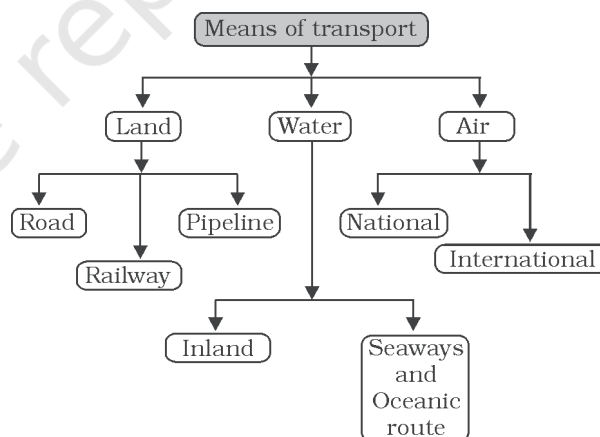 Means of transport
Land
Water
Air
Road
Pipeline
National
Railway
International
Inland
Seaways
and
Oceanic
route